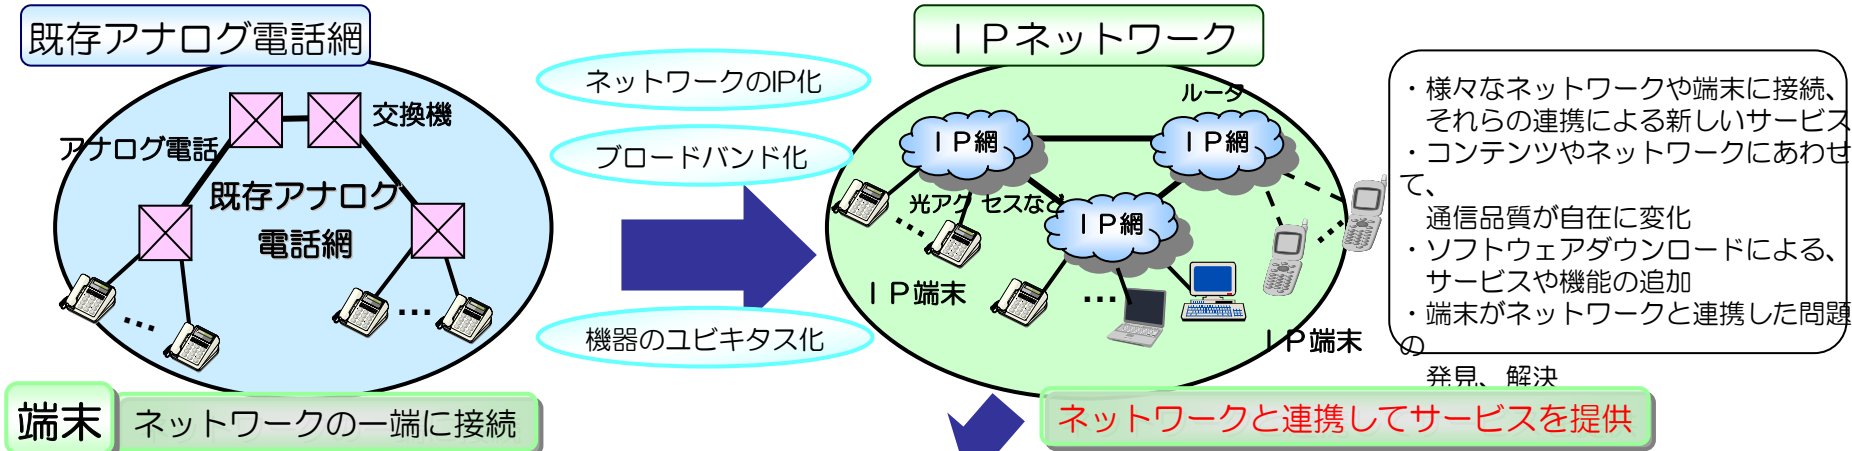 既存アナログ電話網
交換機
アナログ電話
既存アナログ
電話網
…
…
端末
ネットワークの一端に接続
ネットワークのIP化
ブロードバンド化
機器のユビキタス化
ＩＰネットワーク
ルータ
ＩＰ網
ＩＰ網
光アクセスなど
ＩＰ網
…
…
…
ＩＰ端末
ＩＰ端末
・様々なネットワークや端末に接続、
それらの連携による新しいサービス
・コンテンツやネットワークにあわせ
て、
通信品質が自在に変化
・ソフトウェアダウンロードによる、
サービスや機能の追加
・端末がネットワークと連携した問題
の
発見、解決
ネットワークと連携してサービスを提供